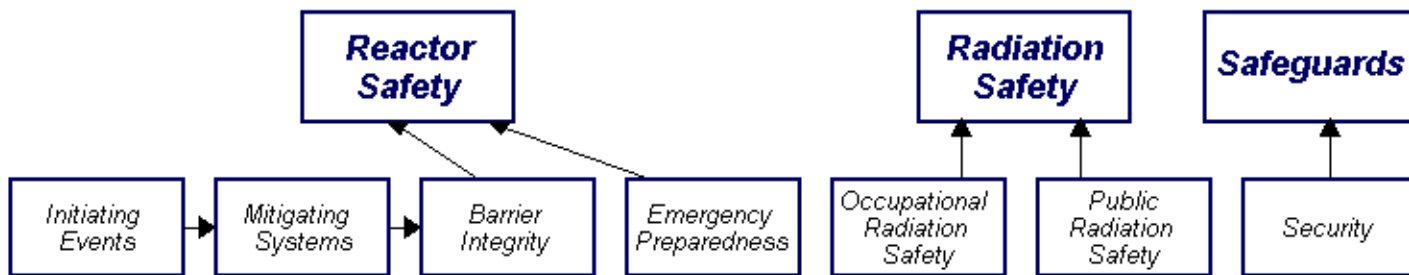 Reactor
Safety
Radiation
Safety
Safeguards
Initiating
Events
Mitigating
Systems
Barrier
Integrity
Emergency
Preparedness
Occupational
Radiation
Safety
Public
Radiation
Safety
Security